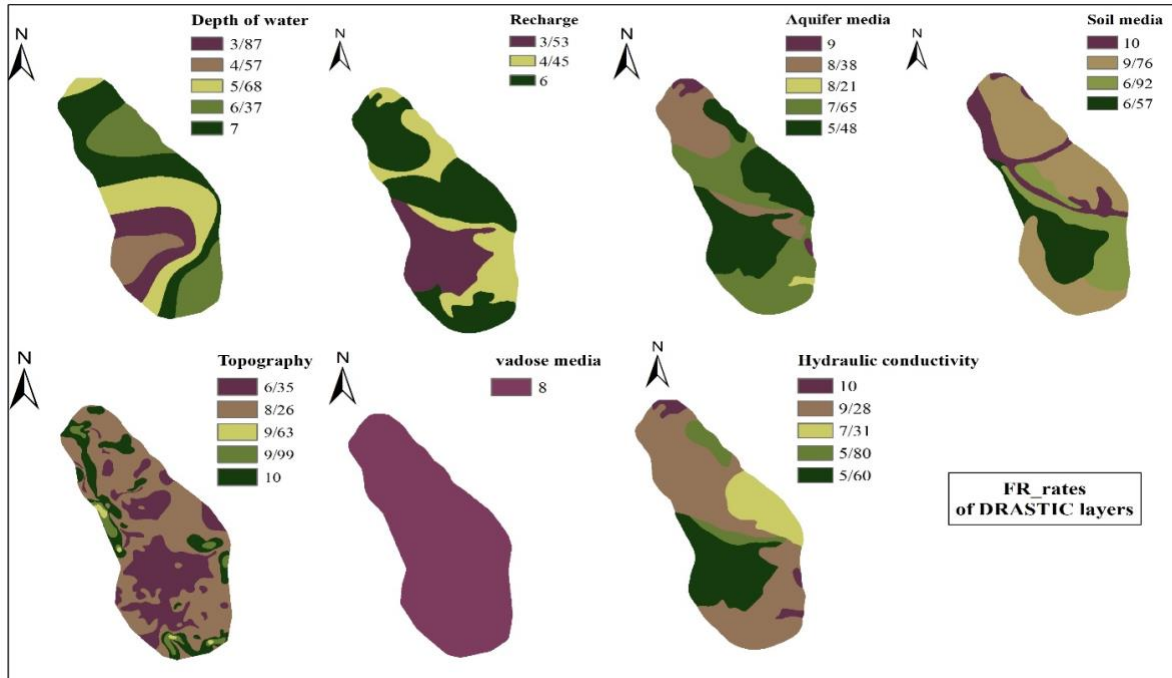 N
Depth of water
3/87
4/57
5/68
6/37
7
N
Recharge
3/53
4/45
6
N
Aquifer media
9
8/38
8/21
7/65
5/48
N
Soil media
10
9/76
6/92
6/57
N
Topography
6/35
8/26
9/63
9/99
10
N
vadose media
8
N
Hydraulic conductivity
10
9/28
7/31
5/80
5/60
FR_rates
of DRASTIC layers